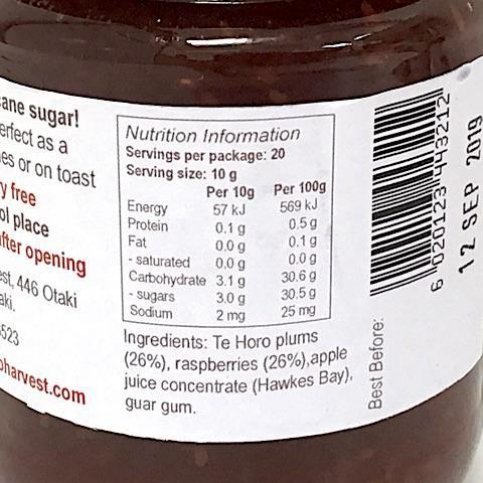 ane sugar!
erfect as a
es or on toast
y free
ol place
fter opening
est, 446 Otaki
aki.
523
oharvest.com
Nutrition Information
Servings per package: 20
Serving size: 10 g
Per 10g Per 100g
Energy 57 kJ 569 kJ
Protein 0.1 g 0.5 g
Fat 0.0 g 0.1 g
- saturated 0.0 g 0.0 g
Carbohydrate 3.1 g 30.6 g
- sugars 3.0 g 30.5 g
Sodium 2 mg 25 mg
Ingredients: Te Horo plums
(26%), raspberries (26%),apple
juice concentrate (Hawkes Bay),
guar gum.
6 020123 443212
Best Before: 12 SEP 2019